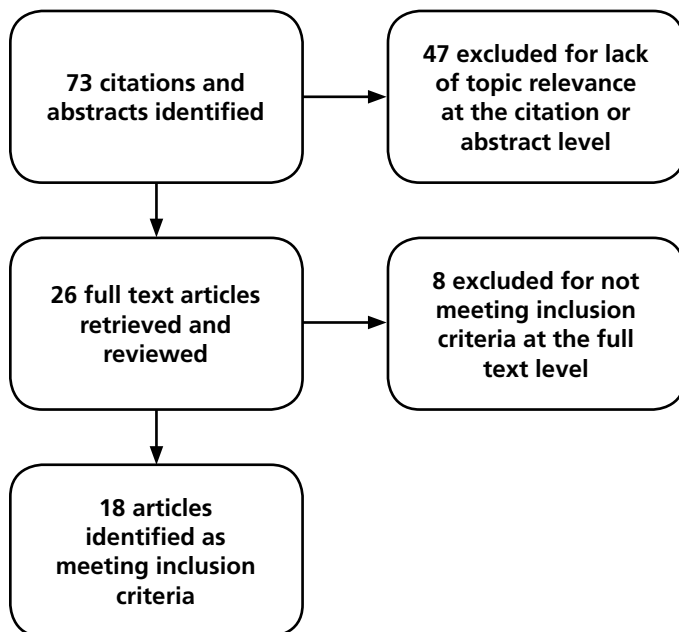 73 citations and
abstracts identified
47 excluded for lack
of topic relevance
at the citation or
abstract level
26 full text articles
retrieved and
reviewed
8 excluded for not
meeting inclusion
criteria at the full
text level
18 articles
identified as
meeting inclusion
criteria